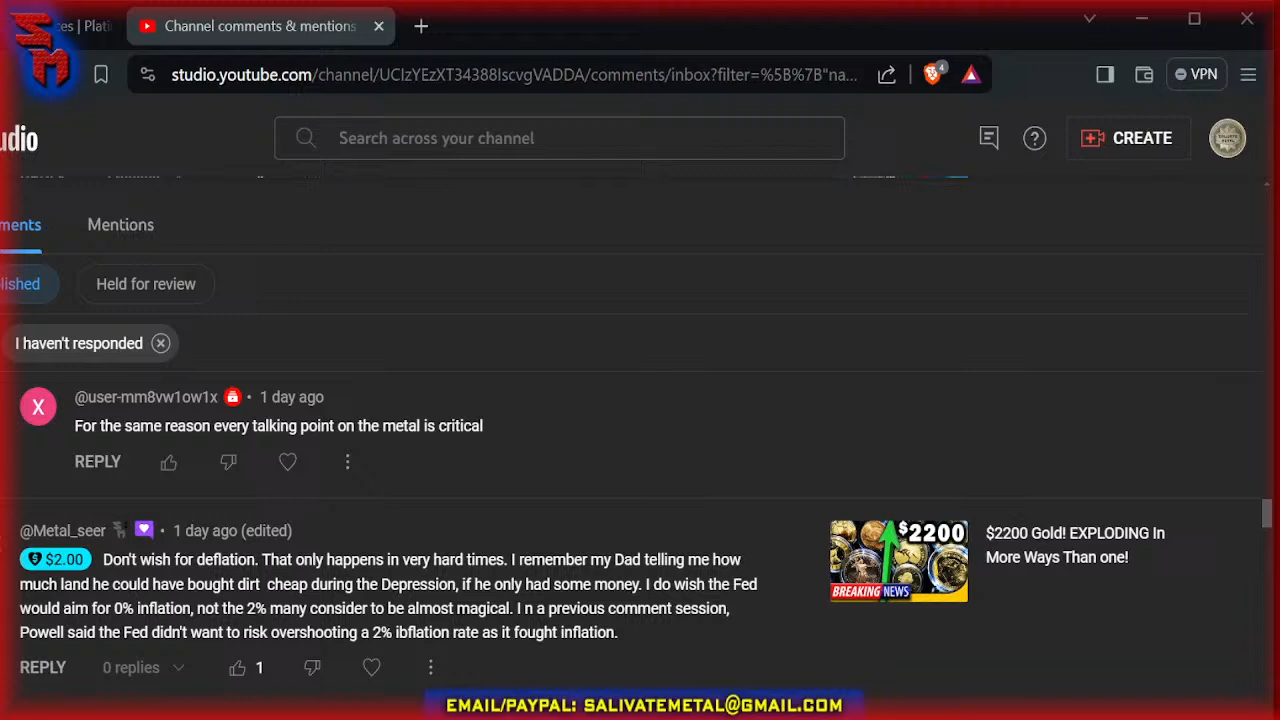 SM
ces | Plati
Channel comments & mentions
studio.youtube.com/channel/UCIzYEzXT34388lscvgVADDA/comments/inbox?filter=%5B%7B"na...
4
VPN
udio
Search across your channel
CREATE
ments
Mentions
lished
Held for review
I haven't responded
X
@user-mm8vw1ow1x • 1 day ago
For the same reason every talking point on the metal is critical
REPLY
@Metal_seer • 1 day ago (edited)
$2.00 Don't wish for deflation. That only happens in very hard times. I remember my Dad telling me how
much land he could have bought dirt cheap during the Depression, if he only had some money. I do wish the Fed
would aim for 0% inflation, not the 2% many consider to be almost magical. I n a previous comment session,
Powell said the Fed didn't want to risk overshooting a 2% ibflation rate as it fought inflation.
$2200
BREAKING NEWS
$2200 Gold! EXPLODING In
More Ways Than one!
REPLY 0 replies 1
EMAIL/PAYPAL: SALIVATEMETAL@GMAIL.COM